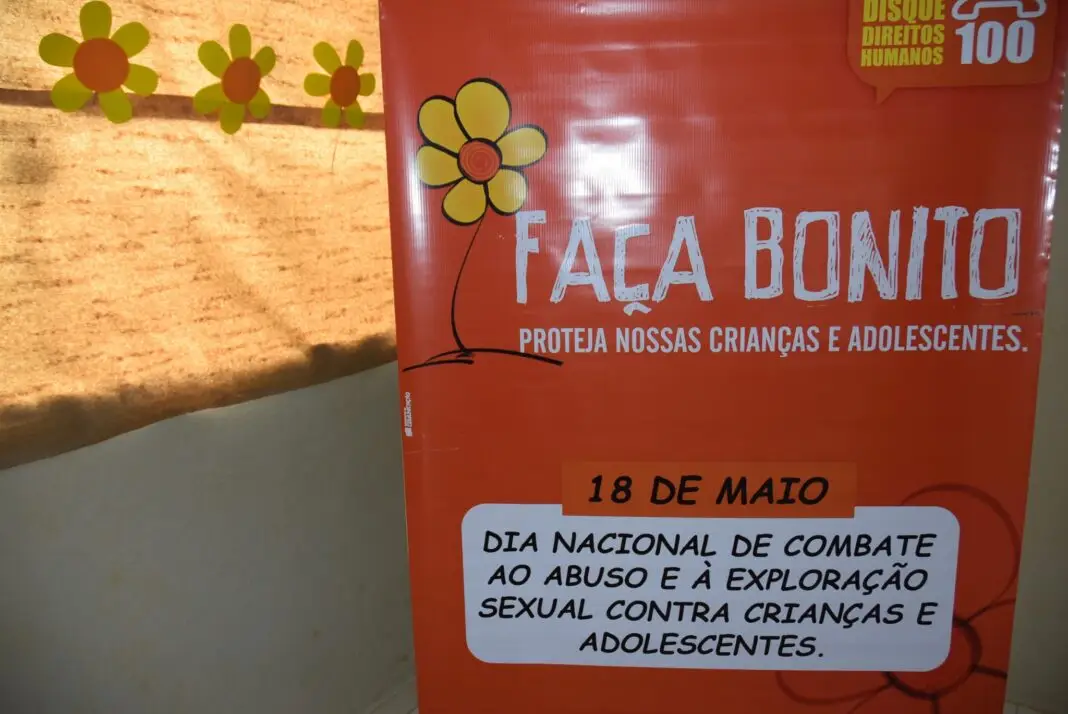 DISQUE
DIREITOS
HUMANOS
100
FAÇA BONITO
PROTEJA NOSSAS CRIANÇAS E ADOLESCENTES.
18 DE MAIO
DIA NACIONAL DE COMBATE
AO ABUSO E À EXPLORAÇÃO
SEXUAL CONTRA CRIANÇAS E
ADOLESCENTES.